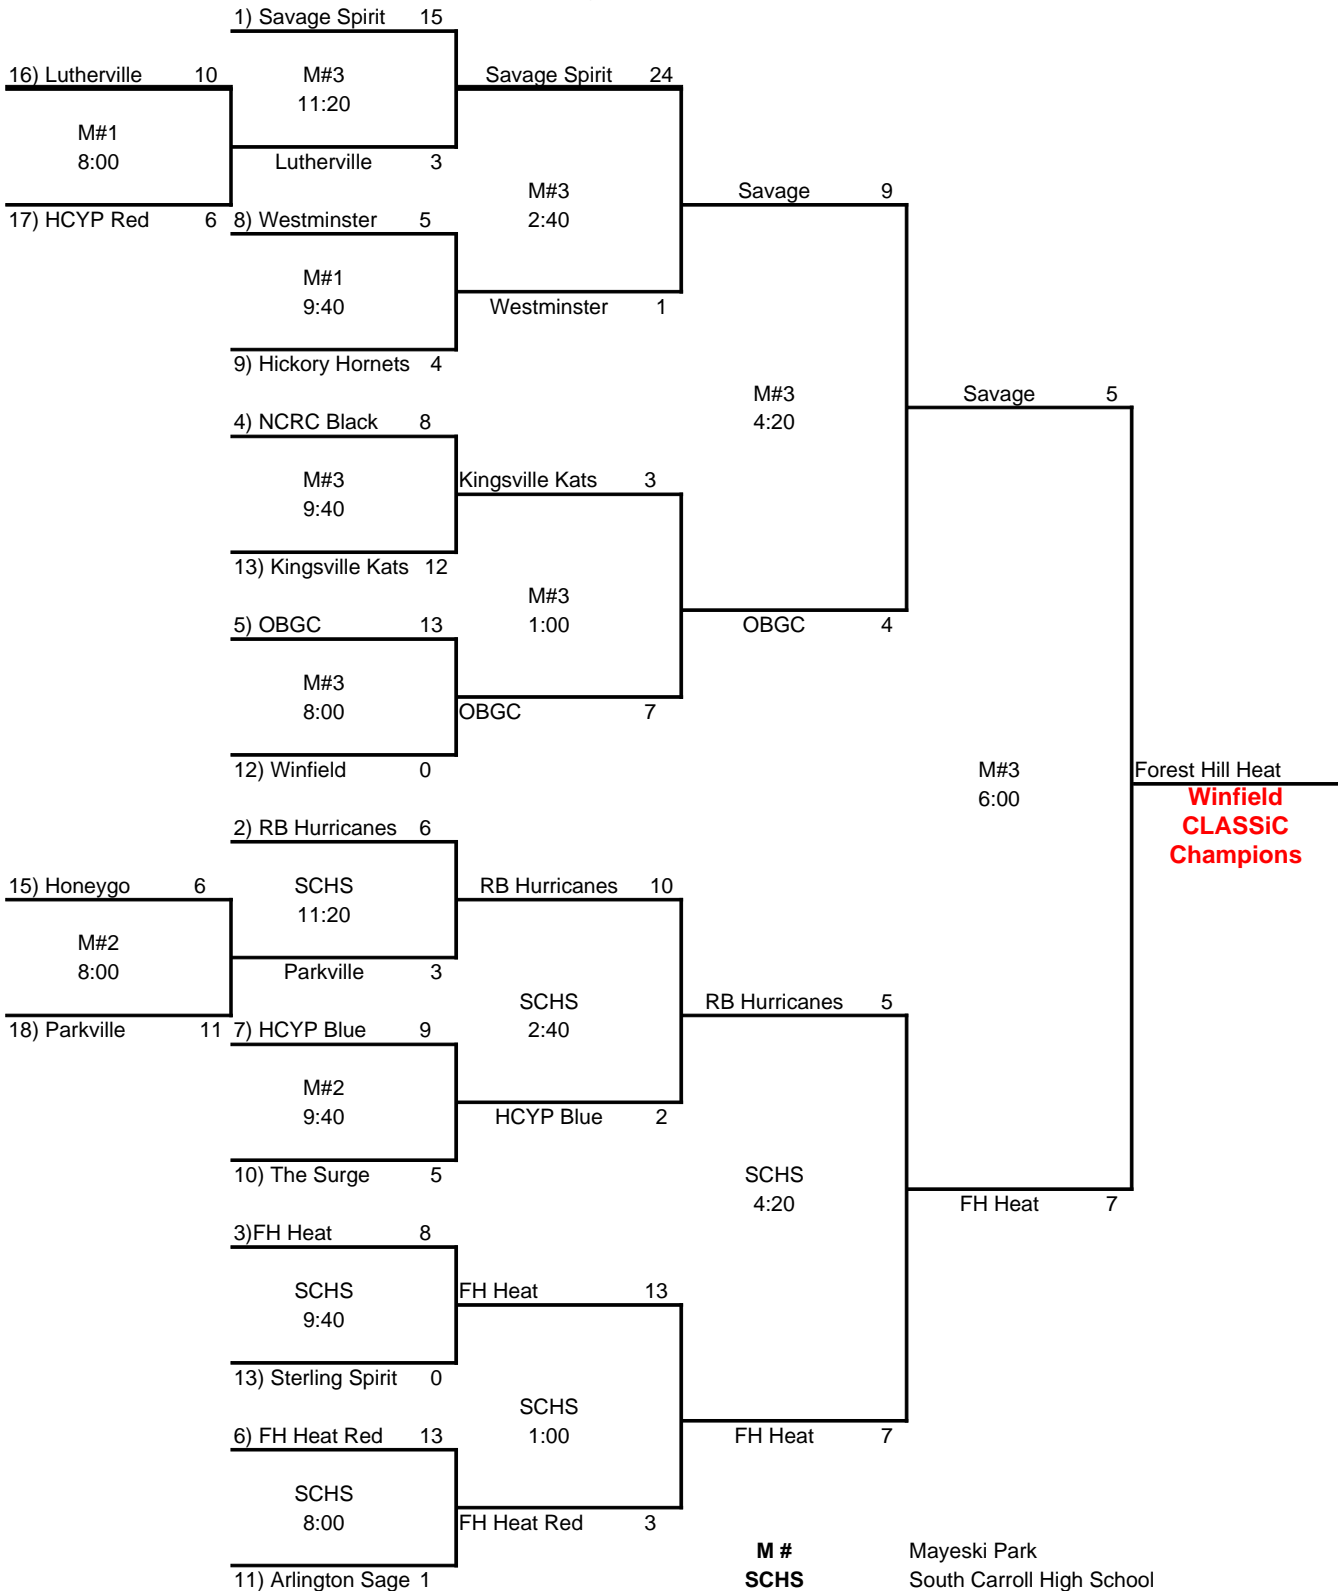 1) Savage Spirit 15
16) Lutherville 10
M#3
11:20
Savage Spirit 24
M#1
8:00
Lutherville 3
17) HCYP Red 6
8) Westminster 5
M#3
2:40
Savage 9
M#1
9:40
Westminster 1
9) Hickory Hornets 4
M#3
4:20
Savage 5
4) NCRC Black 8
M#3
9:40
Kingsville Kats 3
13) Kingsville Kats 12
M#3
1:00
OBGC 4
5) OBGC 13
M#3
8:00
OBGC 7
12) Winfield 0
M#3
6:00
Forest Hill Heat
Winfield
CLASSiC
Champions
2) RB Hurricanes 6
15) Honeygo 6
SCHS
11:20
RB Hurricanes 10
M#2
8:00
Parkville 3
18) Parkville 11
7) HCYP Blue 9
SCHS
2:40
RB Hurricanes 5
M#2
9:40
HCYP Blue 2
10) The Surge 5
SCHS
4:20
FH Heat 7
3)FH Heat 8
SCHS
9:40
FH Heat 13
13) Sterling Spirit 0
SCHS
1:00
FH Heat 7
6) FH Heat Red 13
SCHS
8:00
FH Heat Red 3
11) Arlington Sage 1
M # Mayeski Park
SCHS South Carroll High School